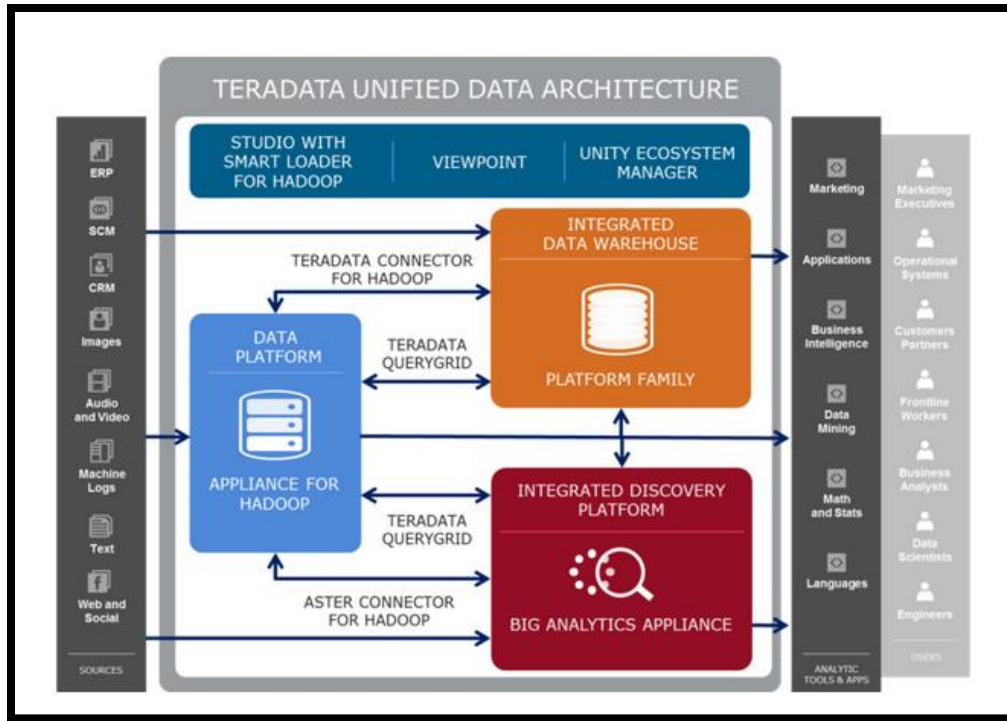 TERADATA UNIFIED DATA ARCHITECTURE
STUDIO WITH
SMART LOADER
FOR HADOOP
VIEWPOINT
UNITY ECOSYSTEM
MANAGER
ERP
SCM
CRM
Images
Audio
and Video
Machine
Logs
Text
Web and
Social
SOURCES
TERADATA CONNECTOR
FOR HADOOP
DATA
PLATFORM
APPLIANCE FOR
HADOOP
TERADATA
QUERYGRID
TERADATA
QUERYGRID
ASTER CONNECTOR
FOR HADOOP
INTEGRATED
DATA WAREHOUSE
PLATFORM FAMILY
INTEGRATED DISCOVERY
PLATFORM
BIG ANALYTICS APPLIANCE
Marketing
Applications
Business
Intelligence
Data
Mining
Math
and Stats
Languages
ANALYTIC
TOOLS & APPS
Marketing
Executives
Operational
Systems
Customers
Partners
Frontline
Workers
Business
Analysts
Data
Scientists
Engineers
USERS